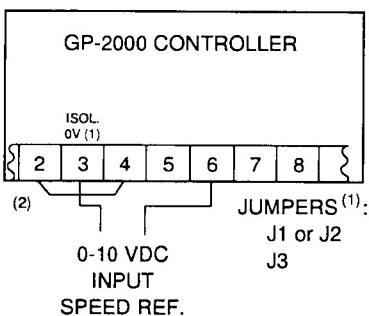 GP-2000 CONTROLLER
ISOL.
0V (1)
2 3 4 5 6 7 8
(2)
JUMPERS (1):
J1 or J2
J3
0-10 VDC
INPUT
SPEED REF.